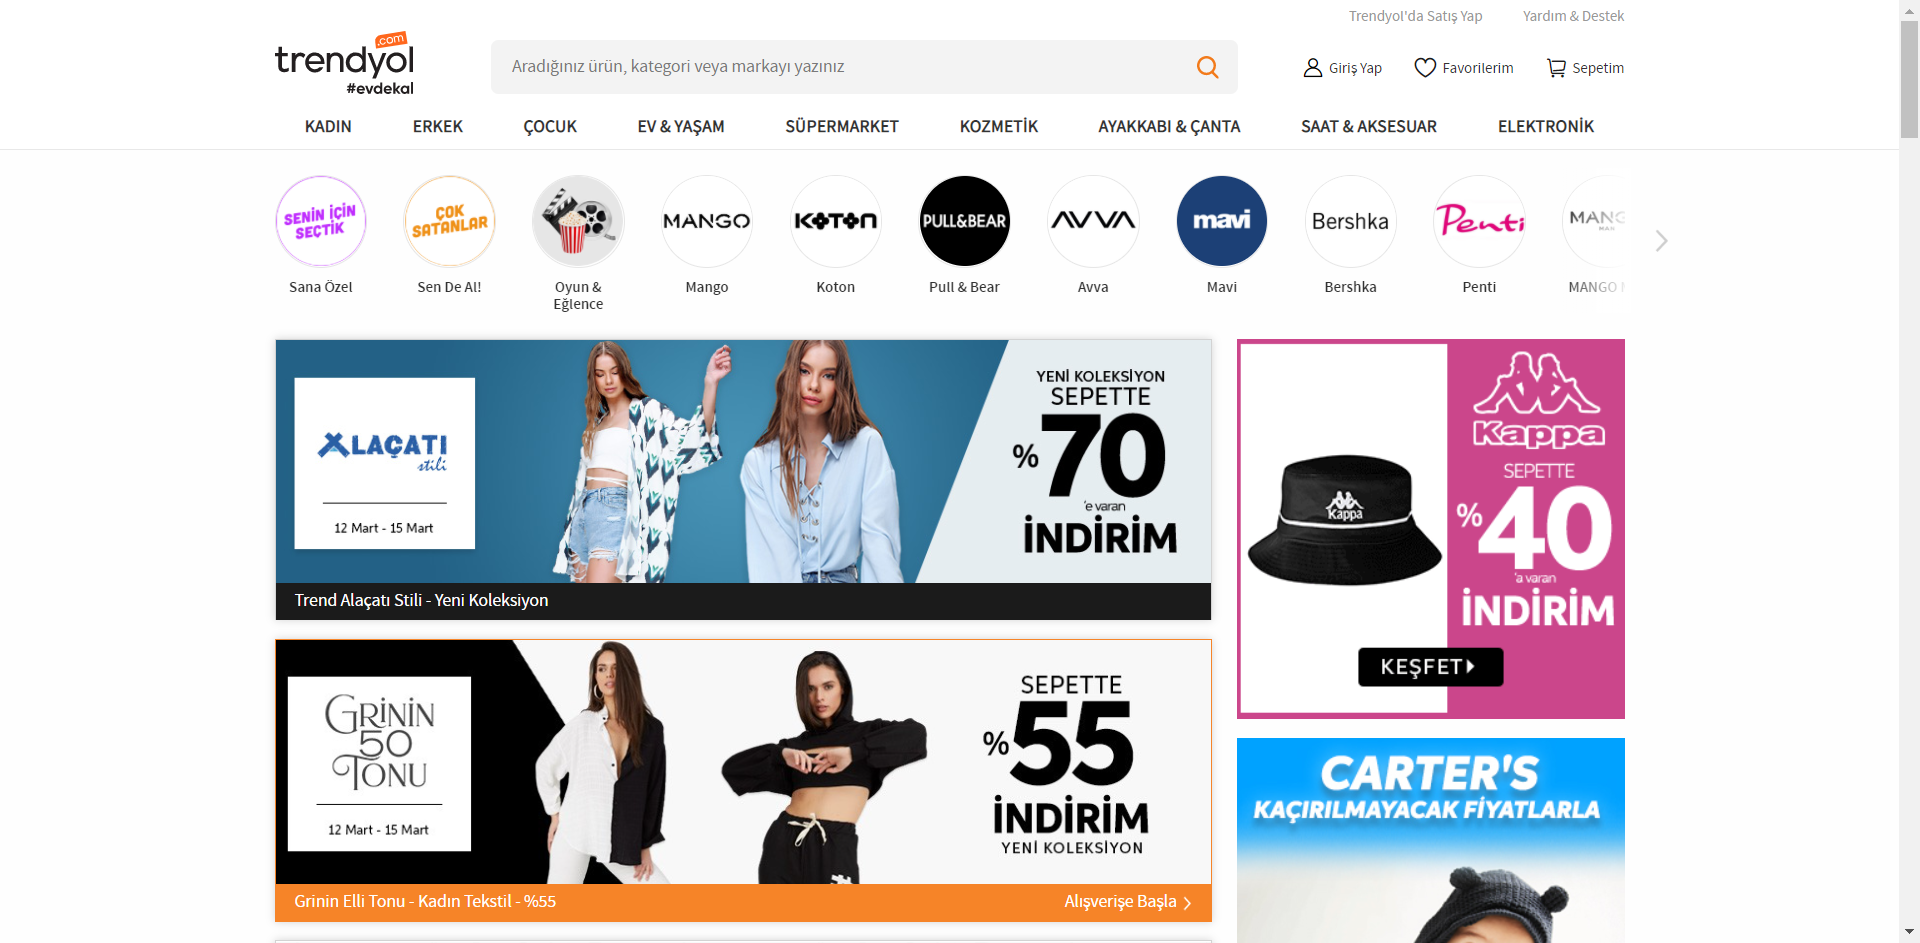 Trendyol'da Satış Yap
Yardım & Destek
trendyol
.com
#evdekal
Aradığınız ürün, kategori veya markayı yazınız
Giriş Yap
Favorilerim
Sepetim
KADIN
ERKEK
ÇOCUK
EV & YAŞAM
SÜPERMARKET
KOZMETİK
AYAKKABI & ÇANTA
SAAT & AKSESUAR
ELEKTRONİK
SENİN İÇİN
SEÇTİK
ÇOK
SATANLAR
MANGO
KOTON
PULL&BEAR
AVVA
mavi
Bershka
Penti
MANG
MAN
Sana Özel
Sen De Al!
Oyun &
Eğlence
Mango
Koton
Pull & Bear
Avva
Mavi
Bershka
Penti
MANGO
ALAÇATI
stili
12 Mart - 15 Mart
YENİ KOLEKSİYON
SEPETTE
%70
'e varan
İNDİRİM
Trend Alaçatı Stili - Yeni Koleksiyon
Kappa
Kappa
SEPETTE
%40
'a varan
İNDİRİM
KEŞFET
GRİNİN
50
TONU
12 Mart - 15 Mart
SEPETTE
%55
İNDİRİM
YENİ KOLEKSİYON
Grinin Elli Tonu - Kadın Tekstil - %55
Alışverişe Başla
CARTER'S
KAÇIRILMAYACAK FİYATLARLA